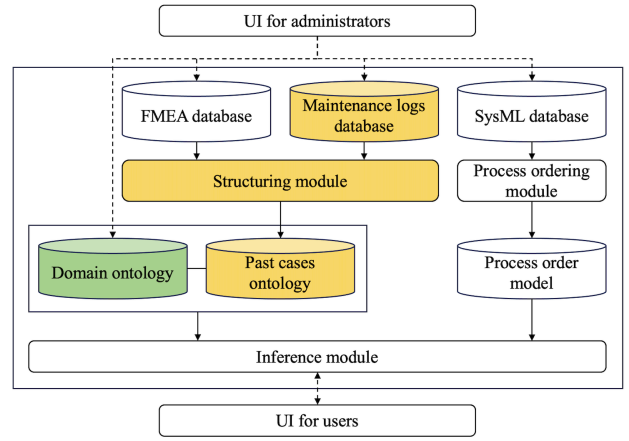 UI for administrators
FMEA database
Maintenance logs
database
SysML database
Structuring module
Process ordering
module
Domain ontology
Past cases
ontology
Process order
model
Inference module
UI for users